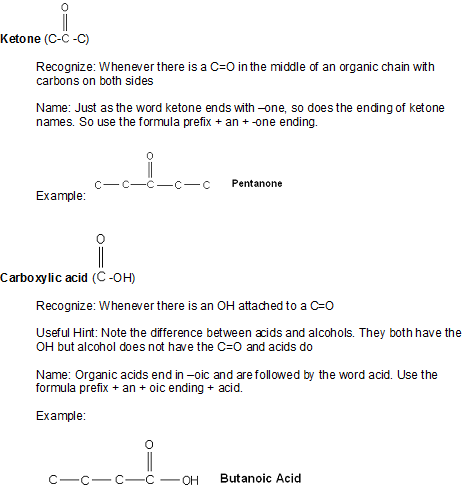 O
Ketone (C-C -C)
Recognize: Whenever there is a C=O in the middle of an organic chain with
carbons on both sides
Name: Just as the word ketone ends with –one, so does the ending of ketone
names. So use the formula prefix + an + -one ending.
O
C—C—C—C—C Pentanone
Example:
O
Carboxylic acid (C -OH)
Recognize: Whenever there is an OH attached to a C=O
Useful Hint: Note the difference between acids and alcohols. They both have the
OH but alcohol does not have the C=O and acids do
Name: Organic acids end in –oic and are followed by the word acid. Use the
formula prefix + an + oic ending + acid.
Example:
O
C—C—C—C—OH Butanoic Acid